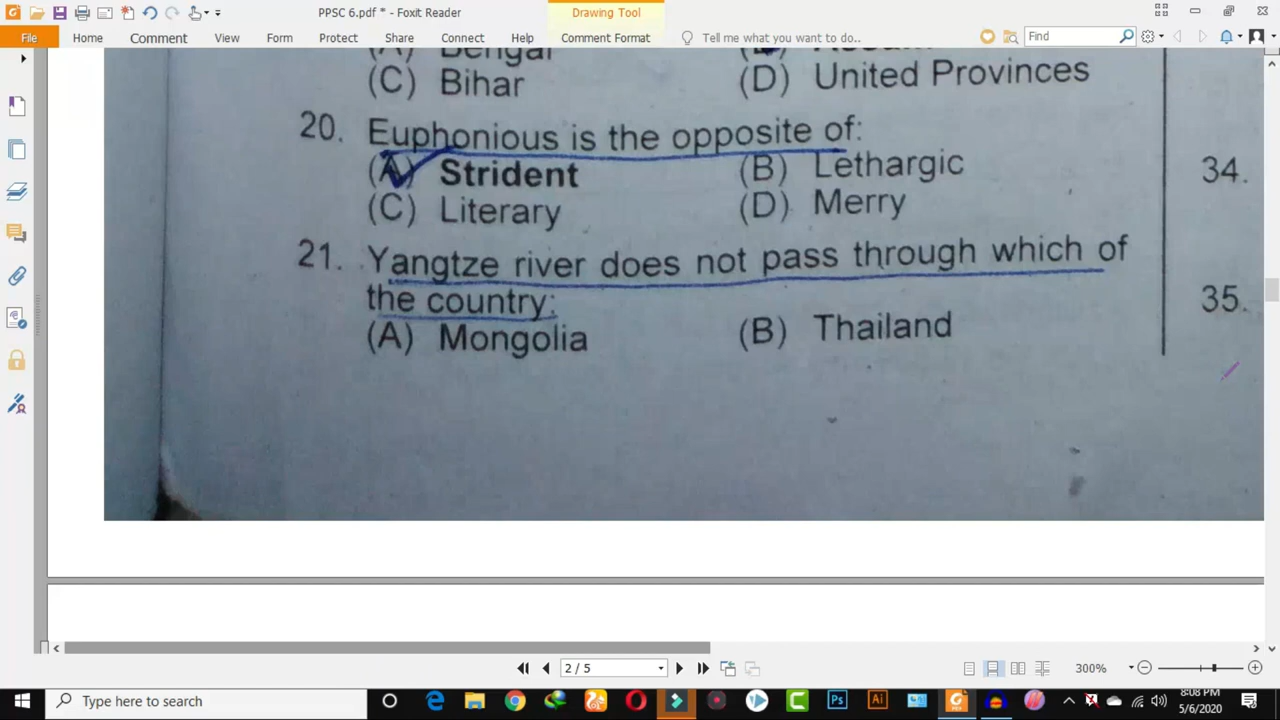 PPSC 6.pdf * - Foxit Reader
Drawing Tool
File Home Comment View Form Protect Share Connect Help Comment Format Tell me what you want to do.. Find
(A) Bengal
(C) Bihar (D) United Provinces
20. Euphonious is the opposite of:
(A) Strident (B) Lethargic
(C) Literary (D) Merry
34.
21. Yangtze river does not pass through which of
the country:
35.
(A) Mongolia (B) Thailand
2 / 5
300%
Type here to search
8:08 PM
5/6/2020